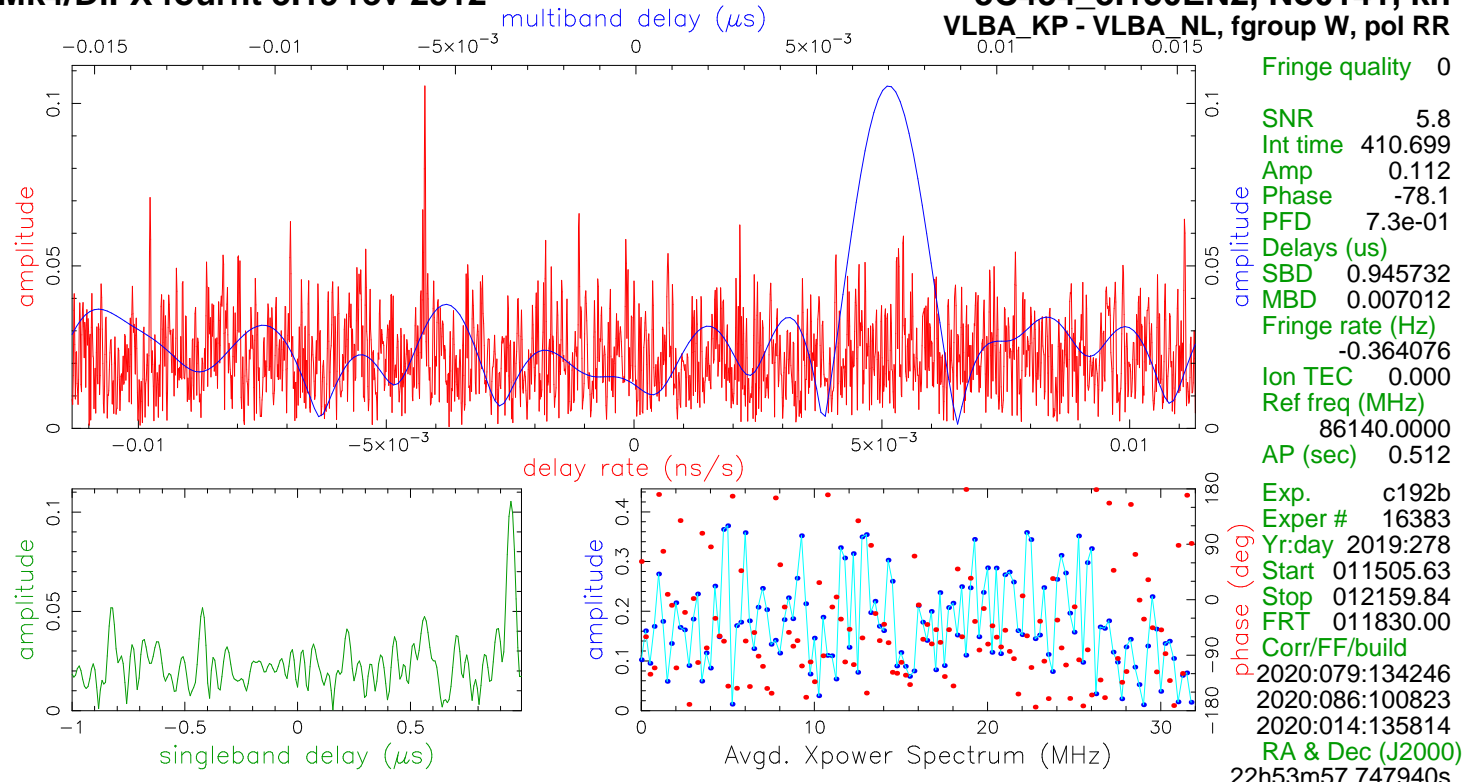 multiband delay (μs)
VLBA_KP - VLBA_NL, fgroup W, pol RR
−0.015 −0.01 −5×10⁻³ 0 5×10⁻³ 0.01 0.015
amplitude
0.1
0.05
0
0.1
0.05
0
amplitude
−0.01 −5×10⁻³ 0 5×10⁻³ 0.01
delay rate (ns/s)
Fringe quality 0
SNR 5.8
Int time 410.699
Amp 0.112
Phase -78.1
PFD 7.3e-01
Delays (us)
SBD 0.945732
MBD 0.007012
Fringe rate (Hz)
-0.364076
Ion TEC 0.000
Ref freq (MHz)
86140.0000
AP (sec) 0.512
Exp. c192b
Exper # 16383
Yr:day 2019:278
Start 011505.63
Stop 012159.84
FRT 011830.00
Corr/FF/build
2020:079:134246
2020:086:100823
2020:014:135814
RA & Dec (J2000)
22h53m57.747940s
amplitude
0.1
0.05
0
−1 −0.5 0 0.5
singleband delay (μs)
amplitude
0.4
0.3
0.2
0.1
0
0 10 20 30
Avgd. Xpower Spectrum (MHz)
180
90
0
−90
−180
phase (deg)